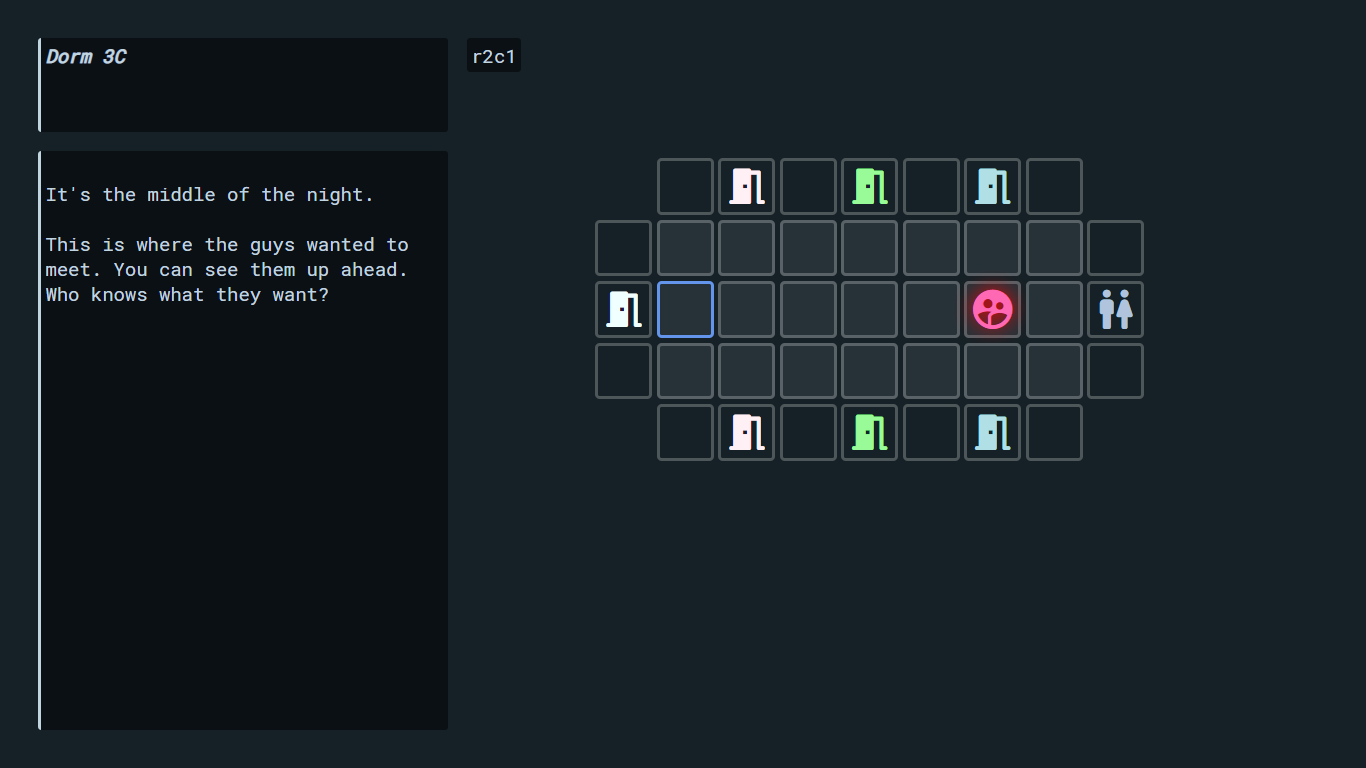 Dorm 3C
r2c1
It's the middle of the night.
This is where the guys wanted to
meet. You can see them up ahead.
Who knows what they want?